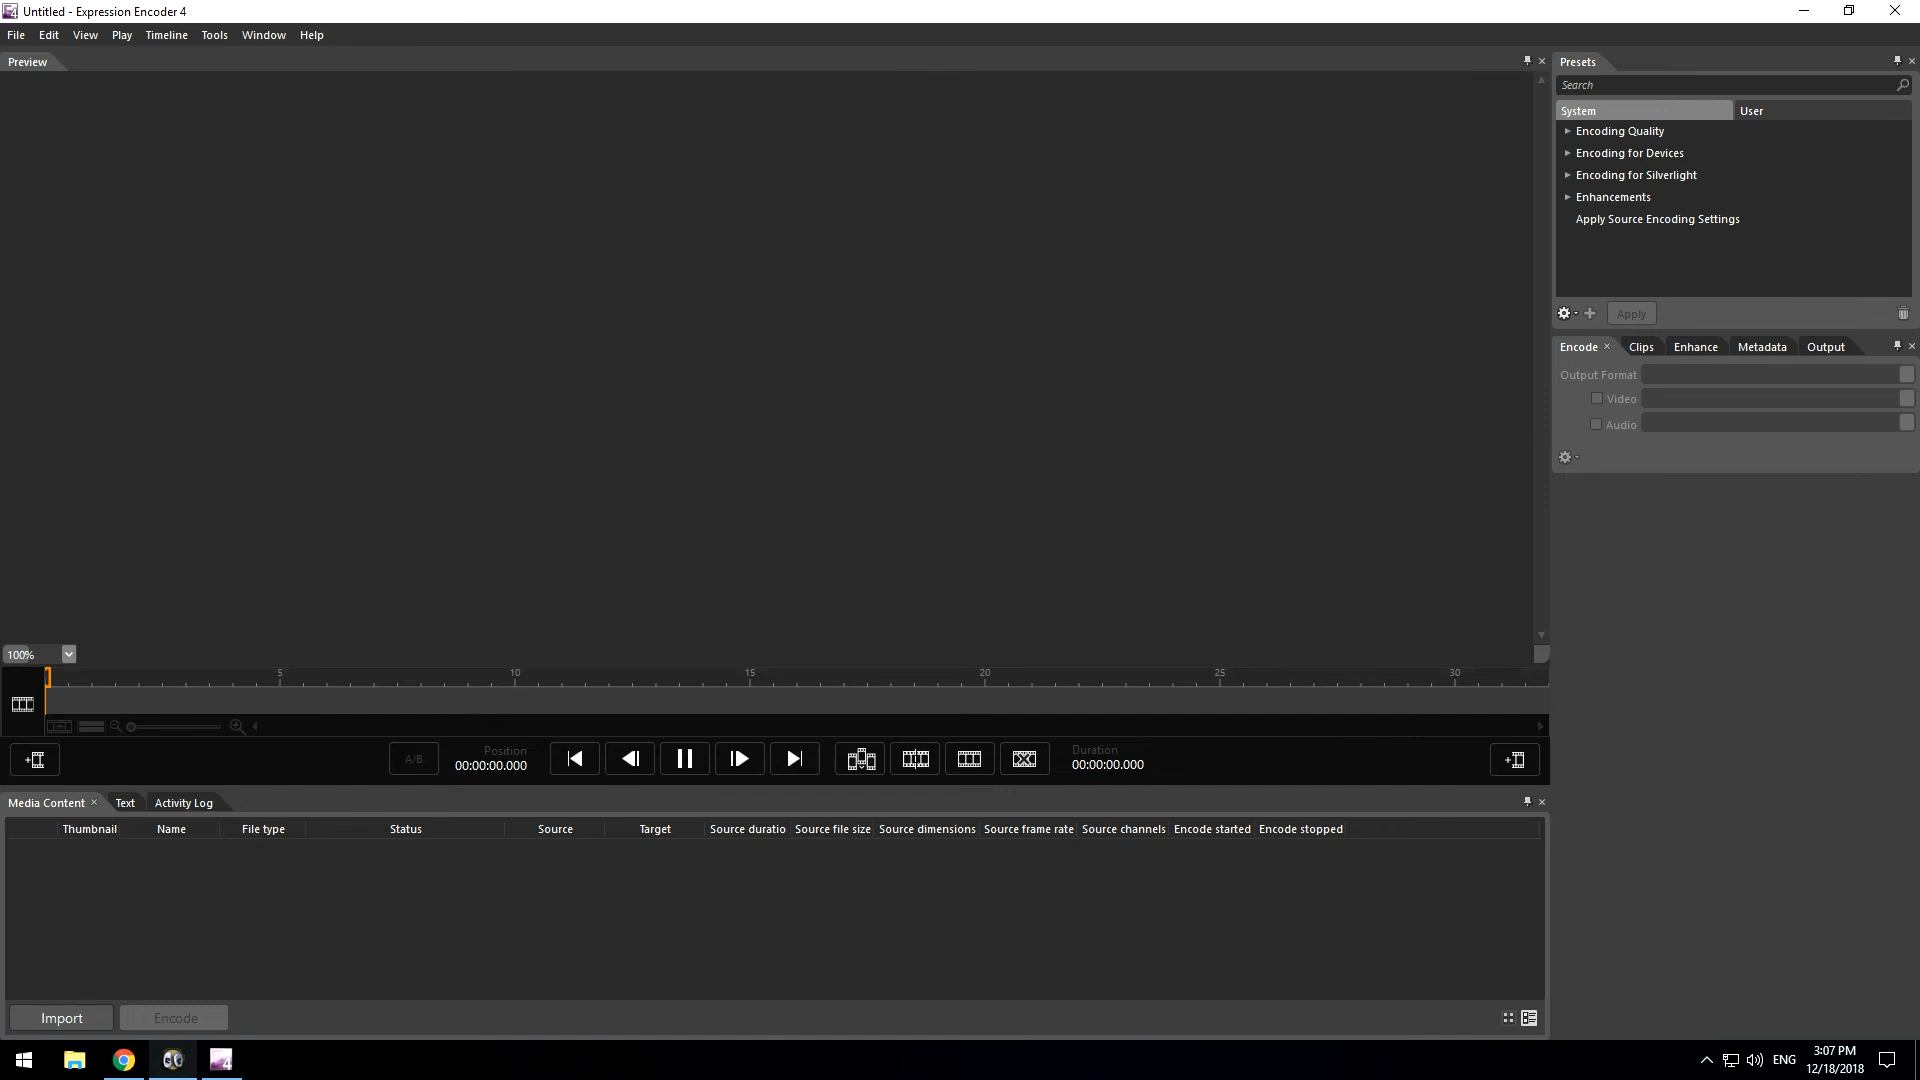 Untitled - Expression Encoder 4
File Edit View Play Timeline Tools Window Help
Preview
100%
5 10 15 20 25 30
A/B
Position
00:00:00.000
Duration
00:00:00.000
Media Content Text Activity Log
Thumbnail Name File type Status Source Target Source duratio Source file size Source dimensions Source frame rate Source channels Encode started Encode stopped
Import Encode
Presets
Search
System User
Encoding Quality
Encoding for Devices
Encoding for Silverlight
Enhancements
Apply Source Encoding Settings
Apply
Encode Clips Enhance Metadata Output
Output Format
Video
Audio
4
ENG
3:07 PM
12/18/2018